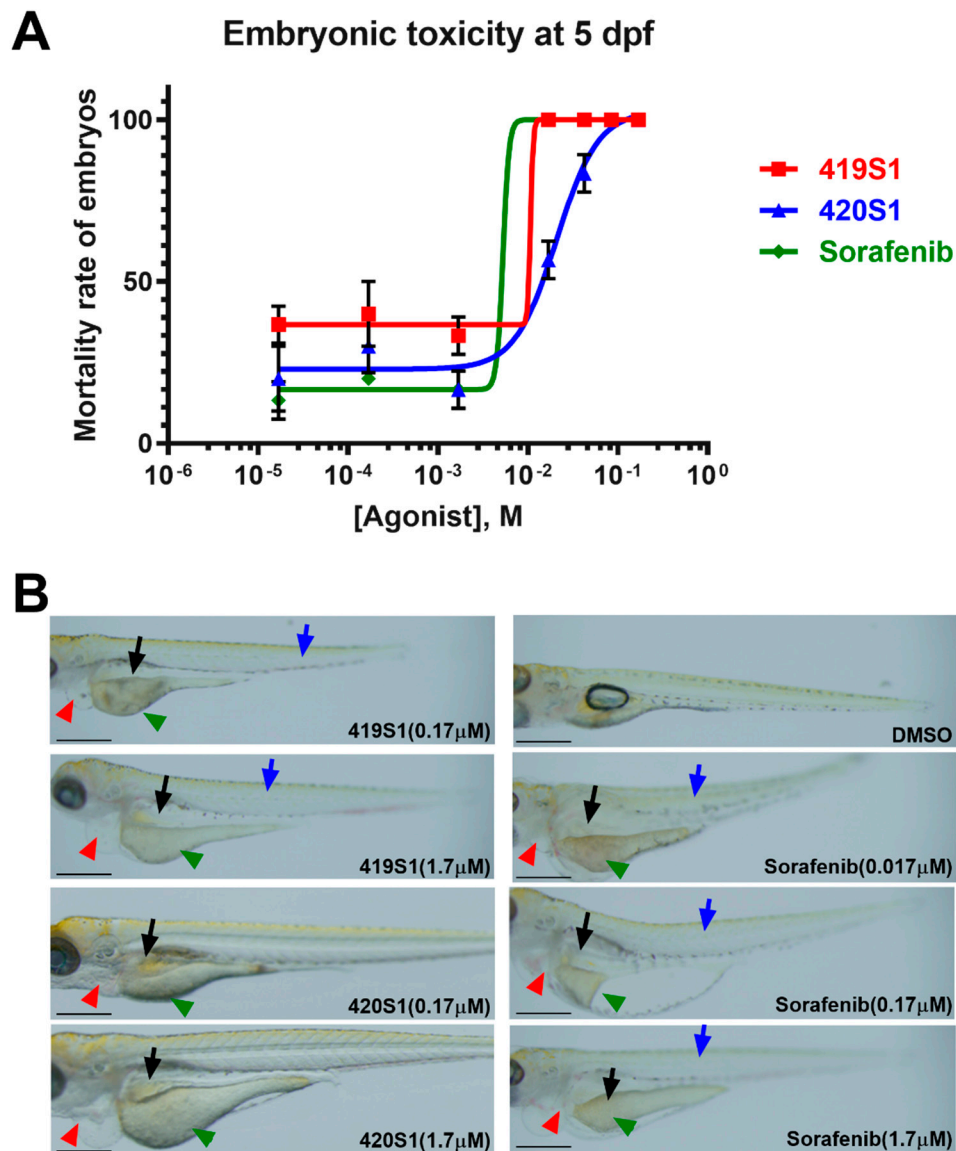 A
Embryonic toxicity at 5 dpf
Mortality rate of embryos
100
50
0
10-6
10-5
10-4
10-3
10-2
10-1
100
[Agonist], M
419S1
420S1
Sorafenib
B
419S1(0.17μM)
DMSO
419S1(1.7μM)
Sorafenib(0.017μM)
420S1(0.17μM)
Sorafenib(0.17μM)
420S1(1.7μM)
Sorafenib(1.7μM)